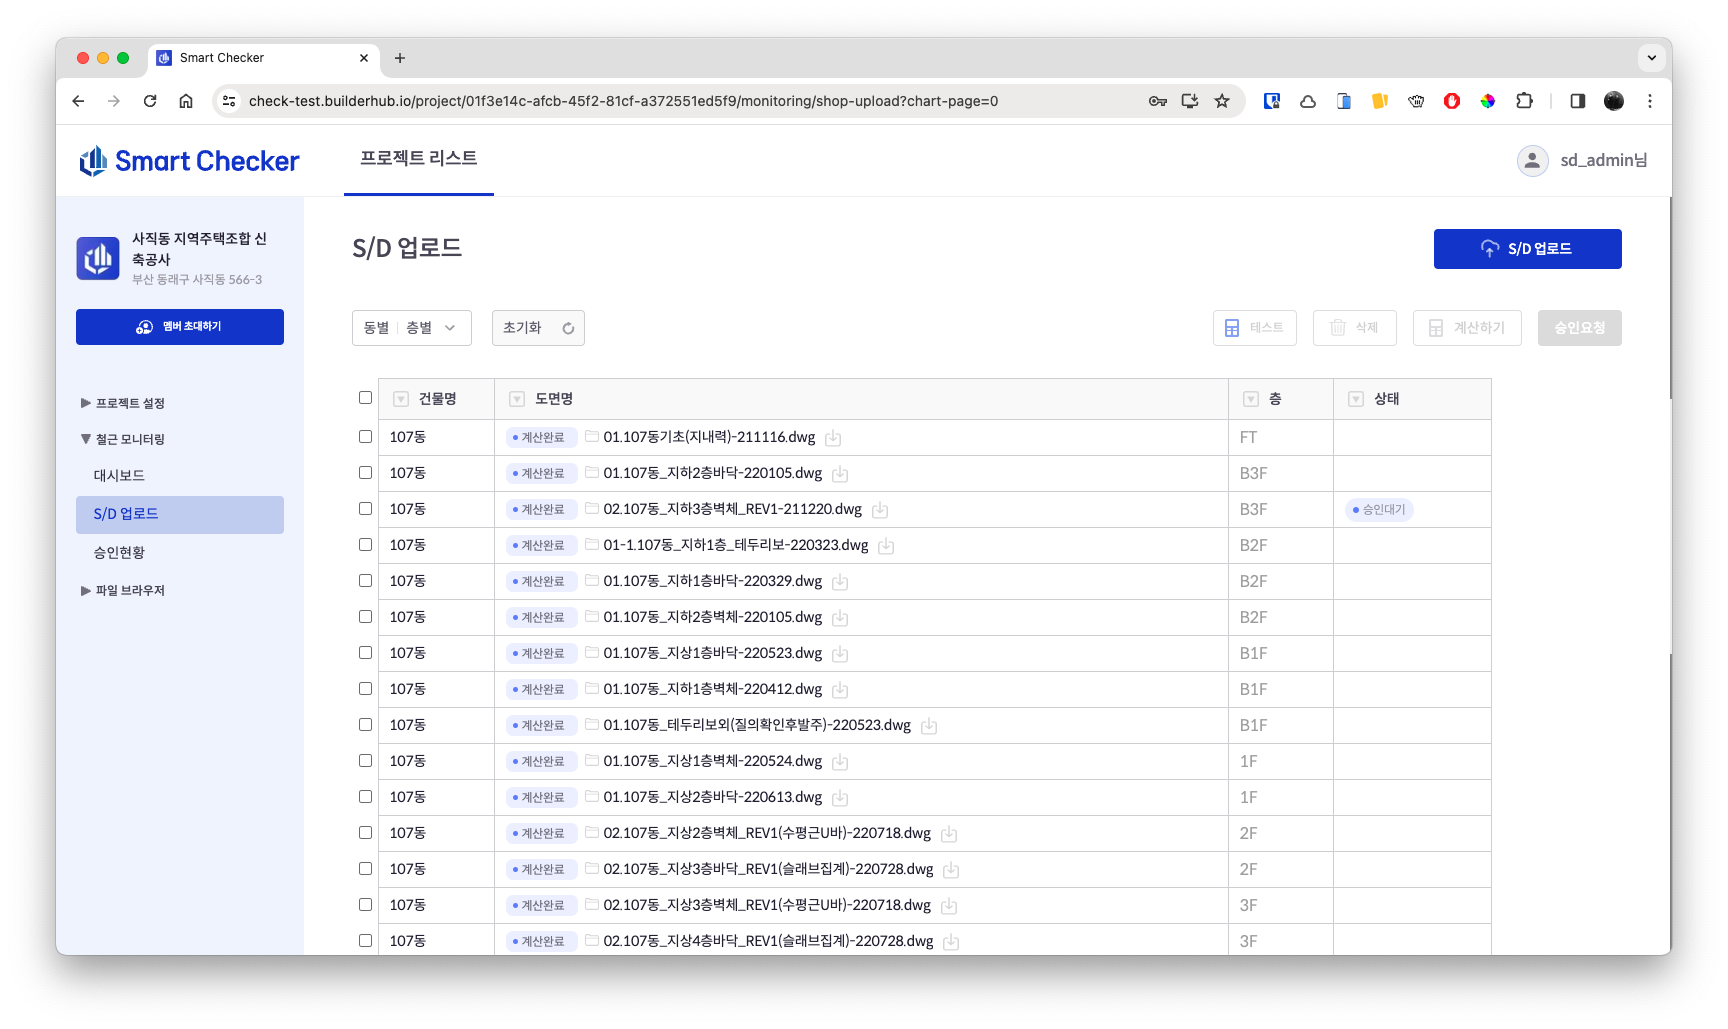 Smart Checker
check-test.builderhub.io/project/01f3e14c-afcb-45f2-81cf-a372551ed5f9/monitoring/shop-upload?chart-page=0
Smart Checker
프로젝트 리스트
sd_admin님
사직동 지역주택조합 신
축공사
부산 동래구 사직동 566-3
멤버 초대하기
프로젝트 설정
철근 모니터링
대시보드
S/D 업로드
승인현황
파일 브라우저
S/D 업로드
S/D 업로드
동별 층별
초기화
테스트
삭제
계산하기
승인요청
건물명 도면명 층 상태
107동 계산완료 01.107동기초(지내력)-211116.dwg FT
107동 계산완료 01.107동_지하2층바닥-220105.dwg B3F
107동 계산완료 02.107동_지하3층벽체_REV1-211220.dwg B3F 승인대기
107동 계산완료 01-1.107동_지하1층_테두리보-220323.dwg B2F
107동 계산완료 01.107동_지하1층바닥-220329.dwg B2F
107동 계산완료 01.107동_지하2층벽체-220105.dwg B2F
107동 계산완료 01.107동_지상1층바닥-220523.dwg B1F
107동 계산완료 01.107동_지하1층벽체-220412.dwg B1F
107동 계산완료 01.107동_테두리보외(질의확인후발주)-220523.dwg B1F
107동 계산완료 01.107동_지상1층벽체-220524.dwg 1F
107동 계산완료 01.107동_지상2층바닥-220613.dwg 1F
107동 계산완료 02.107동_지상2층벽체_REV1(수평근U바)-220718.dwg 2F
107동 계산완료 02.107동_지상3층바닥_REV1(슬래브집계)-220728.dwg 2F
107동 계산완료 02.107동_지상3층벽체_REV1(수평근U바)-220718.dwg 3F
107동 계산완료 02.107동_지상4층바닥_REV1(슬래브집계)-220728.dwg 3F